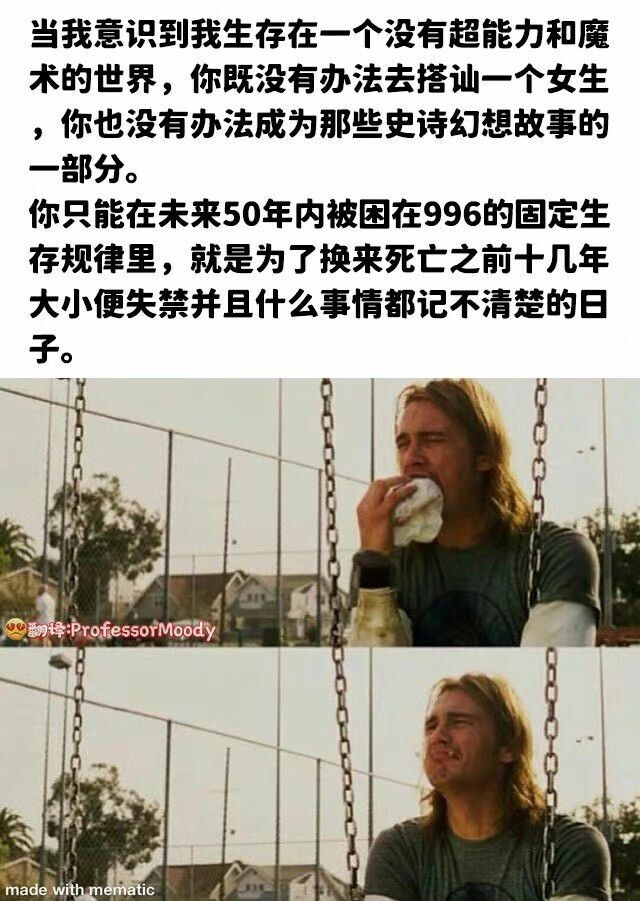 当我意识到我生存在一个没有超能力和魔
术的世界，你既没有办法去搭讪一个女生
，你也没有办法成为那些史诗幻想故事的
一部分。
你只能在未来50年内被困在996的固定生
存规律里，就是为了换来死亡之前十几年
大小便失禁并且什么事情都记不清楚的日
子。
翻译:ProfessorMoody
made with mematic